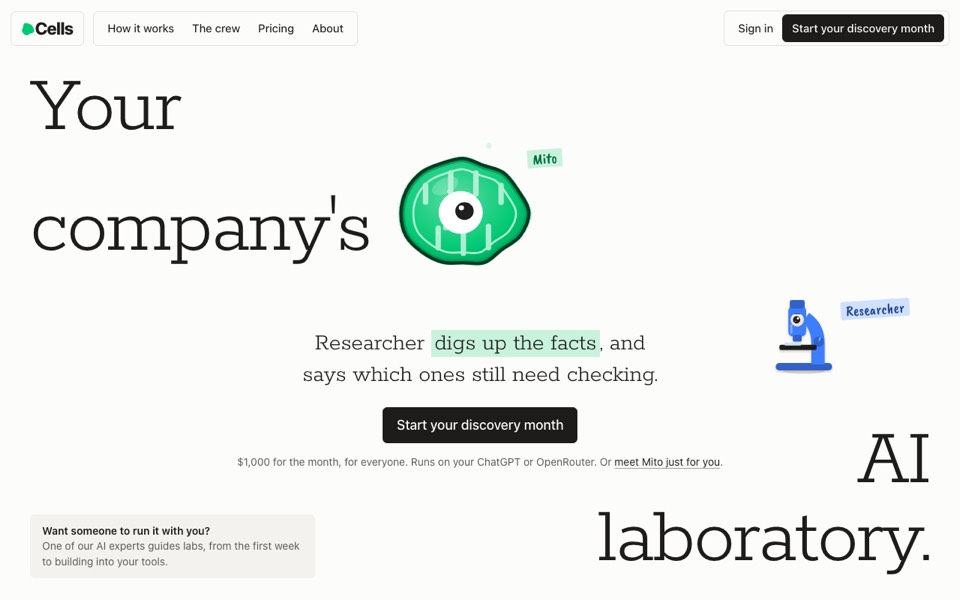 Cells
How it works
The crew
Pricing
About
Sign in
Start your discovery month
Your
Mito
company's
Researcher
Researcher digs up the facts, and
says which ones still need checking.
Start your discovery month
$1,000 for the month, for everyone. Runs on your ChatGPT or OpenRouter. Or meet Mito just for you.
AI
laboratory.
Want someone to run it with you?
One of our AI experts guides labs, from the first week
to building into your tools.